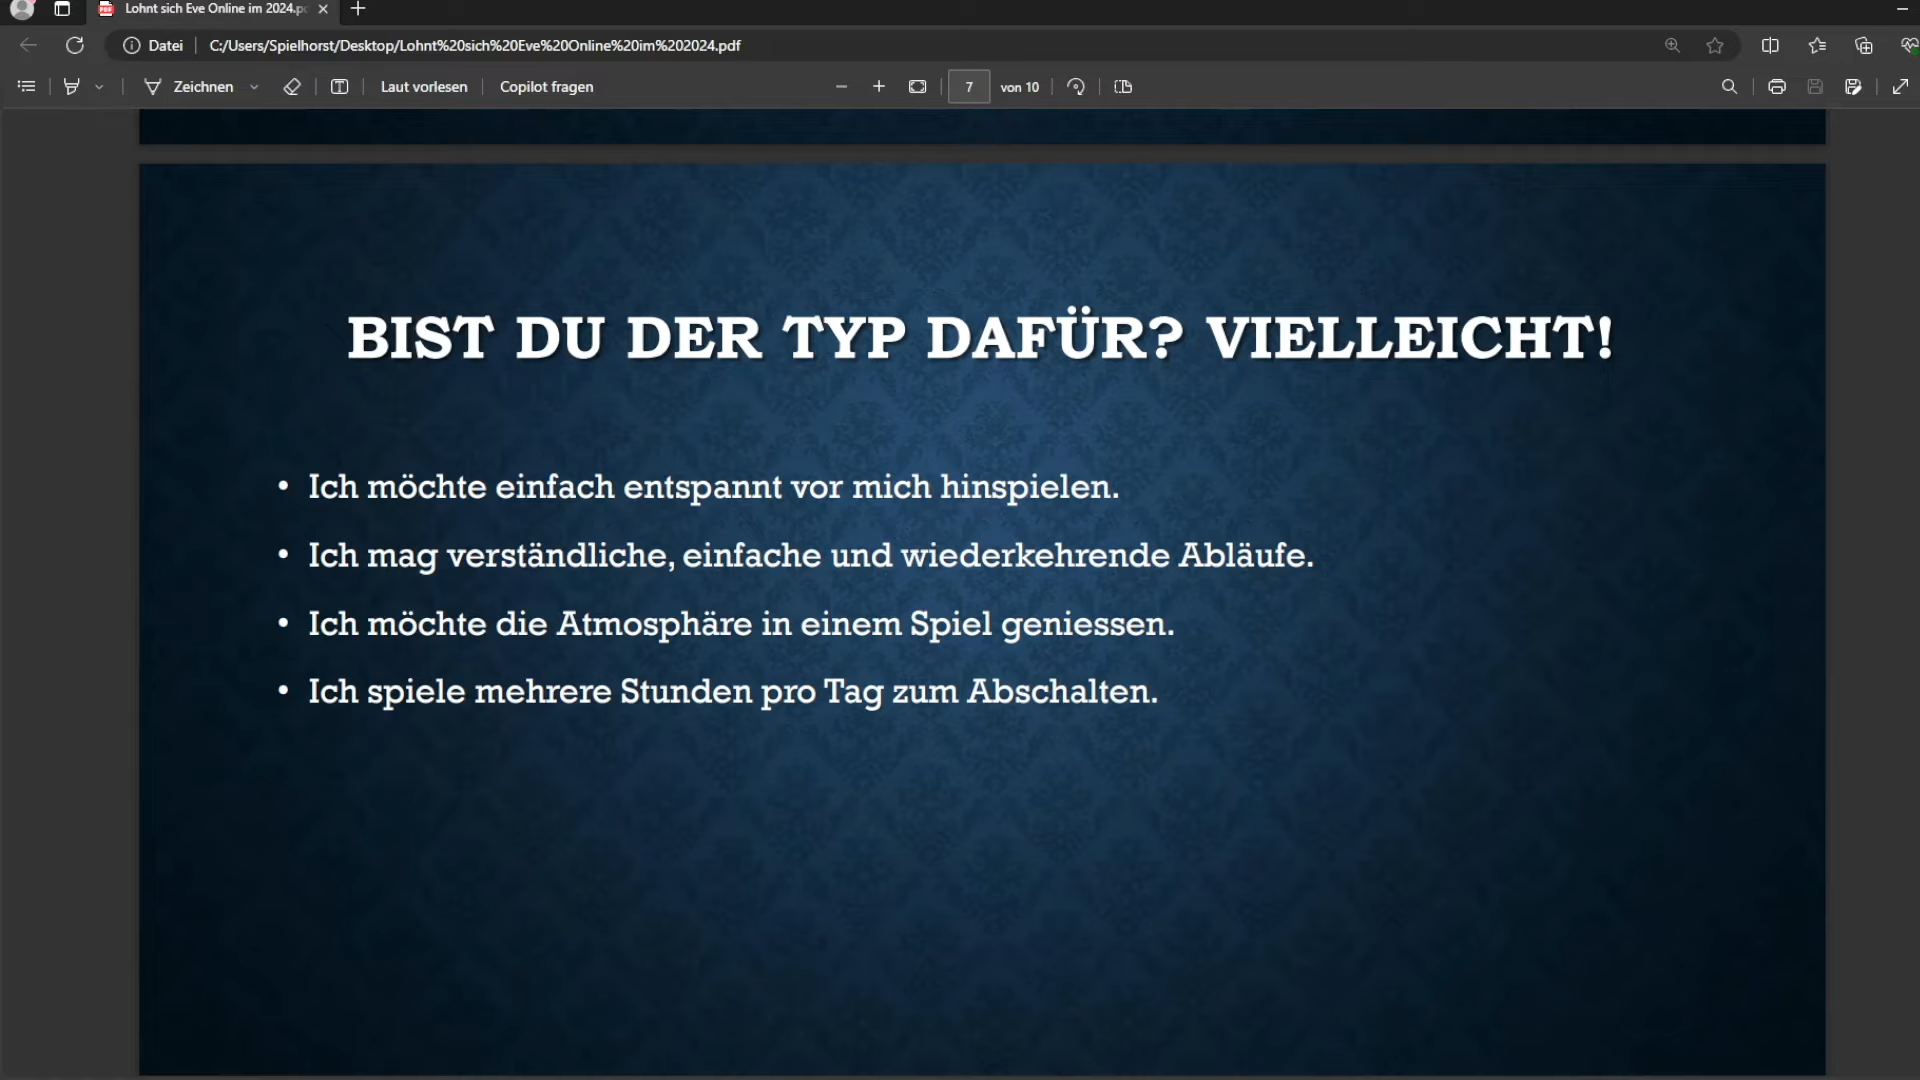 Lohnt sich Eve Online im 2024.p
Datei
C:/Users/Spielhorst/Desktop/Lohnt%20sich%20Eve%20Online%20im%202024.pdf
Zeichnen
Laut vorlesen
Copilot fragen
7
von 10
BIST DU DER TYP DAFÜR? VIELLEICHT!
• Ich möchte einfach entspannt vor mich hinspielen.
• Ich mag verständliche, einfache und wiederkehrende Abläufe.
• Ich möchte die Atmosphäre in einem Spiel geniessen.
• Ich spiele mehrere Stunden pro Tag zum Abschalten.